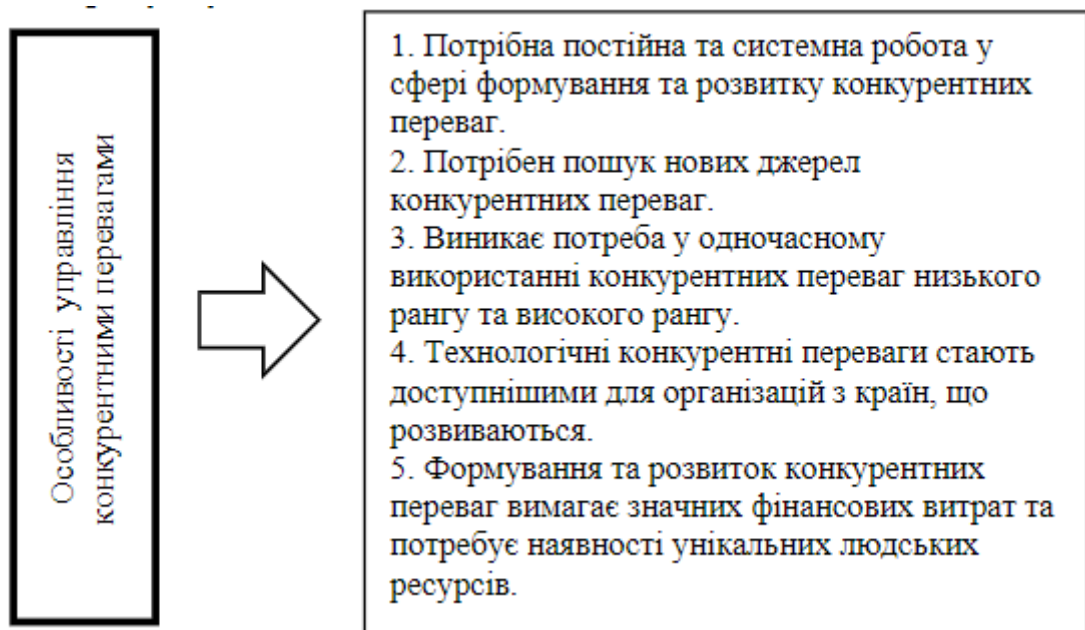 Особливості управління
конкурентними перевагами
1. Потрібна постійна та системна робота у
сфері формування та розвитку конкурентних
переваг.
2. Потрібен пошук нових джерел
конкурентних переваг.
3. Виникає потреба у одночасному
використанні конкурентних переваг низького
рангу та високого рангу.
4. Технологічні конкурентні переваги стають
доступнішими для організацій з країн, що
розвиваються.
5. Формування та розвиток конкурентних
переваг вимагає значних фінансових витрат та
потребує наявності унікальних людських
ресурсів.